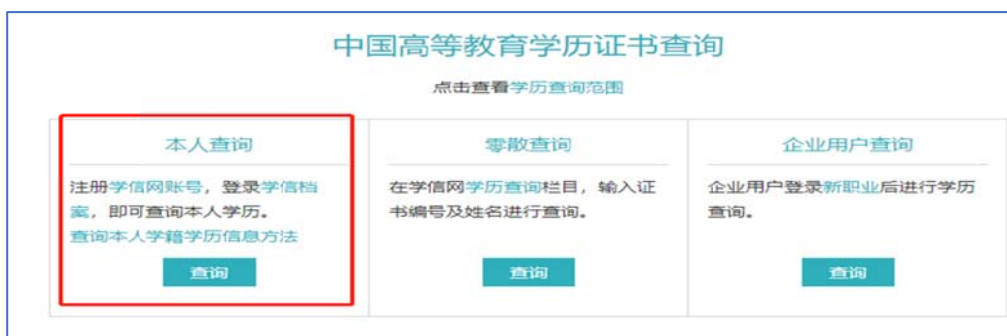 中国高等教育学历证书查询
点击查看学历查询范围
本人查询
注册学信网账号，登录学信档
案，即可查询本人学历。
查询本人学籍学历信息方法
查询
零散查询
在学信网学历查询栏目，输入证
书编号及姓名进行查询。
查询
企业用户查询
企业用户登录新职业后进行学历
查询。
查询